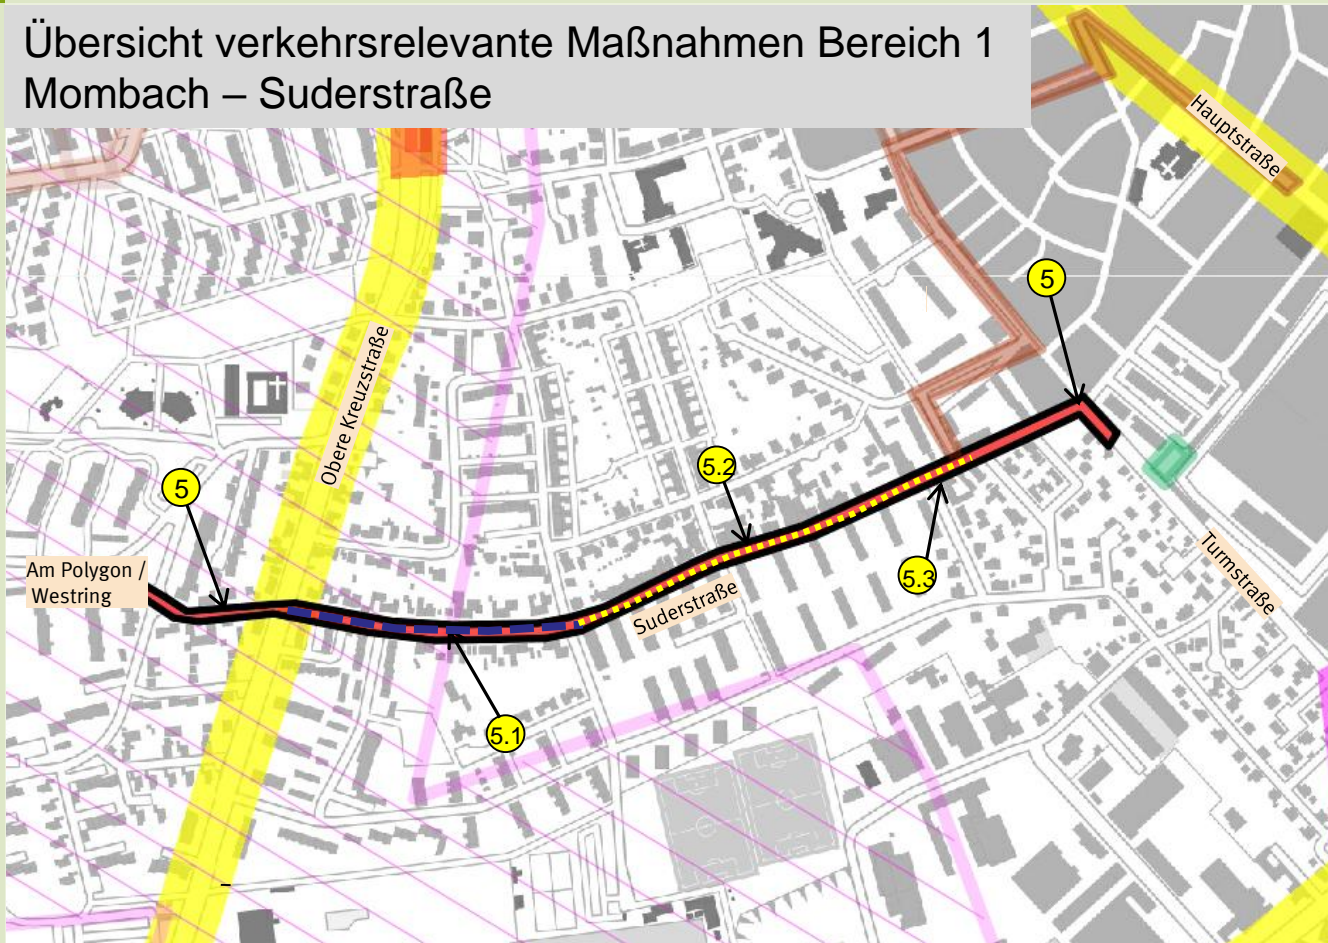 Übersicht verkehrsrelevante Maßnahmen Bereich 1
Mombach – Suderstraße
Hauptstraße
5
Obere Kreuzstraße
5.2
5
5.3
Am Polygon /
Westring
Suderstraße
Turmstraße
5.1